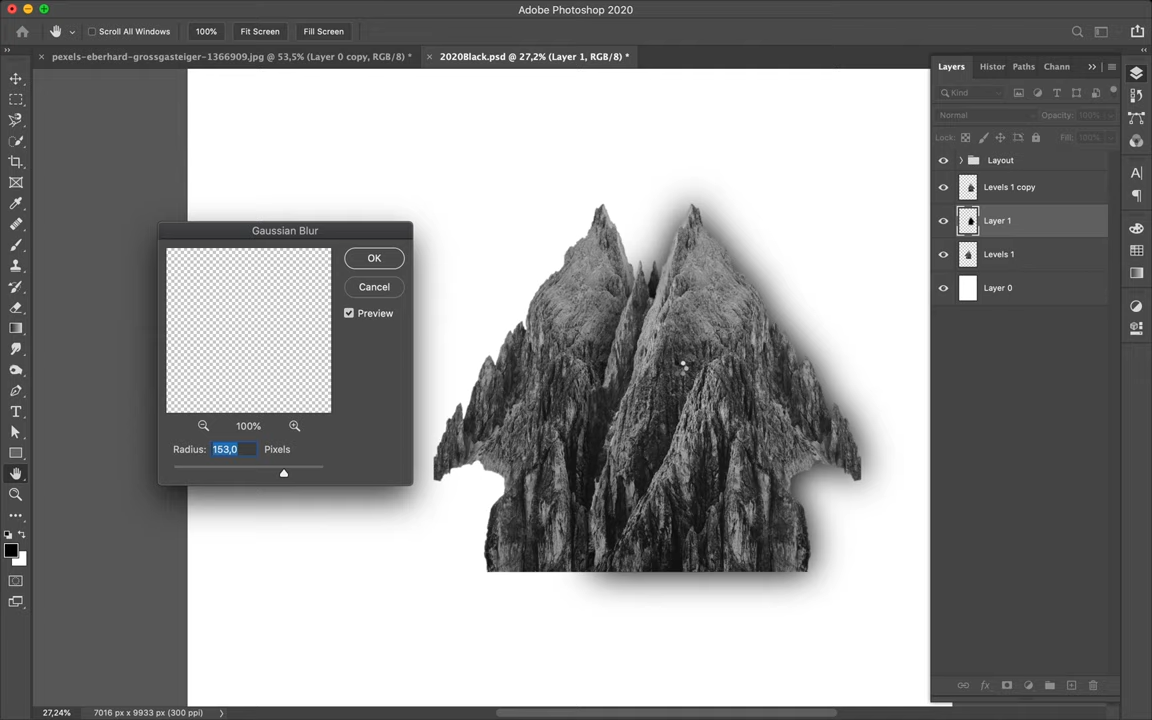 Adobe Photoshop 2020
Scroll All Windows
100%
Fit Screen
Fill Screen
pexels-eberhard-grossgasteiger-1366909.jpg @ 53,5% (Layer 0 copy, RGB/8) *
2020Black.psd @ 27,2% (Layer 1, RGB/8) *
Layers
Histor
Paths
Chann
Kind
Normal
Opacity: 100%
Lock:
Fill: 100%
Layout
Levels 1 copy
Layer 1
Levels 1
Layer 0
Gaussian Blur
OK
Cancel
Preview
100%
Radius: 153,0 Pixels
27,24%
7016 px x 9933 px (300 ppi)